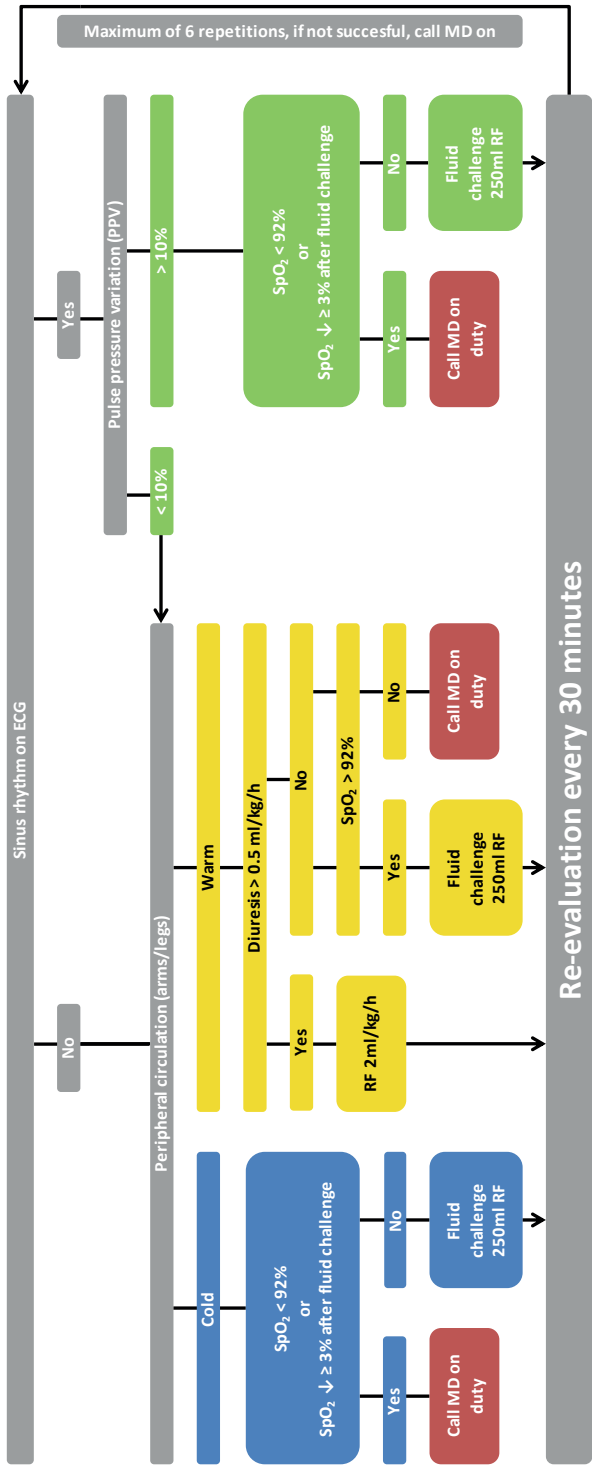 Sinus rhythm on ECG
No
Yes
Pulse pressure variation (PPV)
< 10%
> 10%
Peripheral circulation (arms/legs)
Cold
Warm
SpO₂ < 92%
or
SpO₂ ↓ ≥ 3% after fluid challenge
Yes
No
Call MD on
duty
Fluid
challenge
250ml RF
Diuresis > 0.5 ml/kg/h
Yes
No
RF 2ml/kg/h
SpO₂ > 92%
Yes
No
Fluid
challenge
250ml RF
Call MD on
duty
SpO₂ < 92%
or
SpO₂ ↓ ≥ 3% after fluid challenge
Yes
No
Call MD on
duty
Fluid
challenge
250ml RF
Re-evaluation every 30 minutes
Maximum of 6 repetitions, if not succesful, call MD on